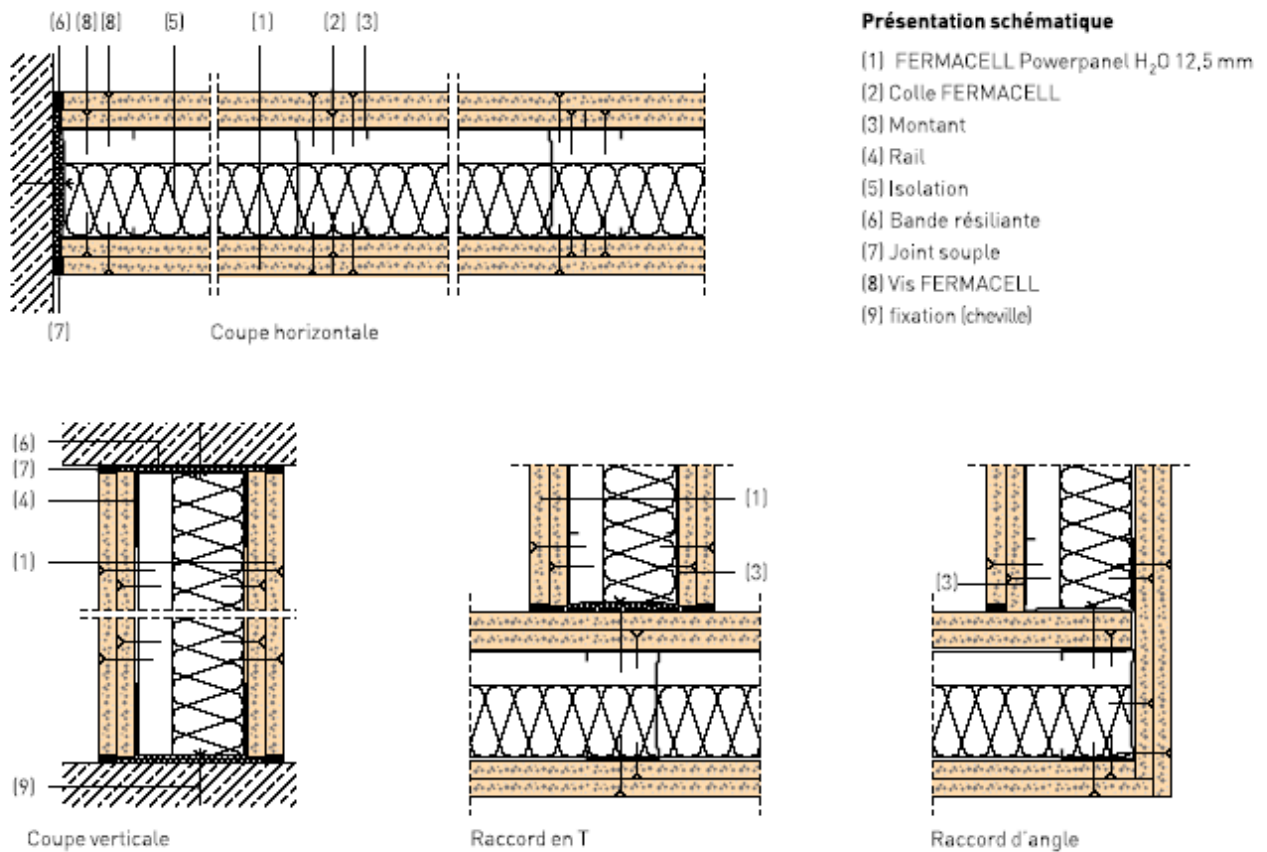 (6) (8) (8) (5) (1) (2) (3)
(7)
Coupe horizontale
Présentation schématique
(1) FERMACELL Powerpanel H₂O 12,5 mm
(2) Colle FERMACELL
(3) Montant
(4) Rail
(5) Isolation
(6) Bande résiliante
(7) Joint souple
(8) Vis FERMACELL
(9) fixation (cheville)
(6)
(7)
(4)
(1)
(9)
Coupe verticale
(1)
(3)
Raccord en T
(3)
Raccord d'angle